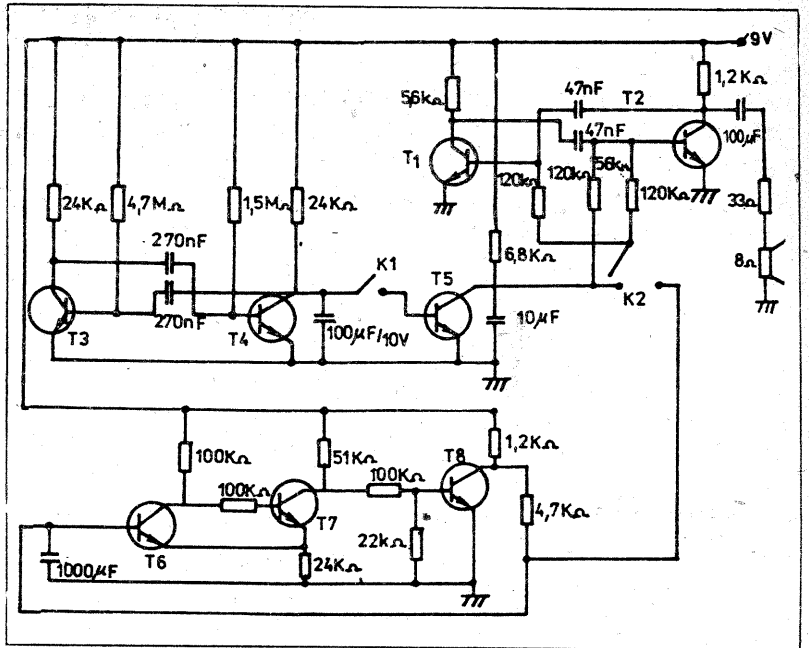 9V
1,2KΩ
47nF
T2
5,6kΩ
47nF
100µF
T1
56kΩ
120kΩ
120kΩ
120KΩ
33Ω
24KΩ
4,7MΩ
1,5MΩ
24KΩ
270nF
6,8KΩ
8Ω
K1
T5
K2
270nF
T3
T4
100µF/10V
10µF
1,2KΩ
100KΩ
51KΩ
T8
100KΩ
100KΩ
4,7KΩ
T7
22kΩ
T6
1000µF
24KΩ